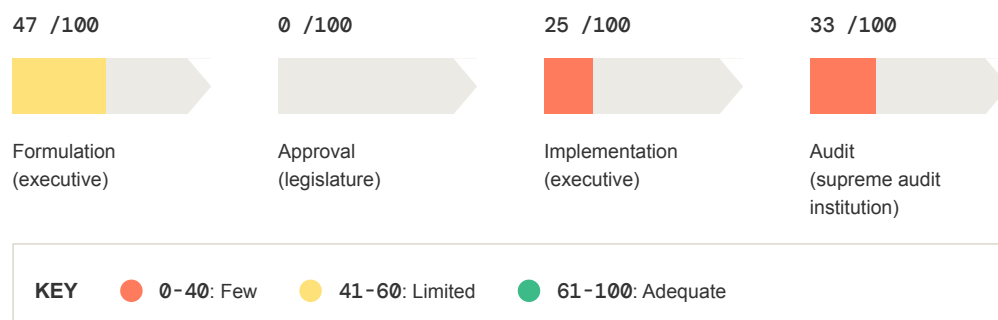 47 /100
0 /100
25 /100
33 /100
Formulation
(executive)
Approval
(legislature)
Implementation
(executive)
Audit
(supreme audit
institution)
KEY
0-40: Few
41-60: Limited
61-100: Adequate